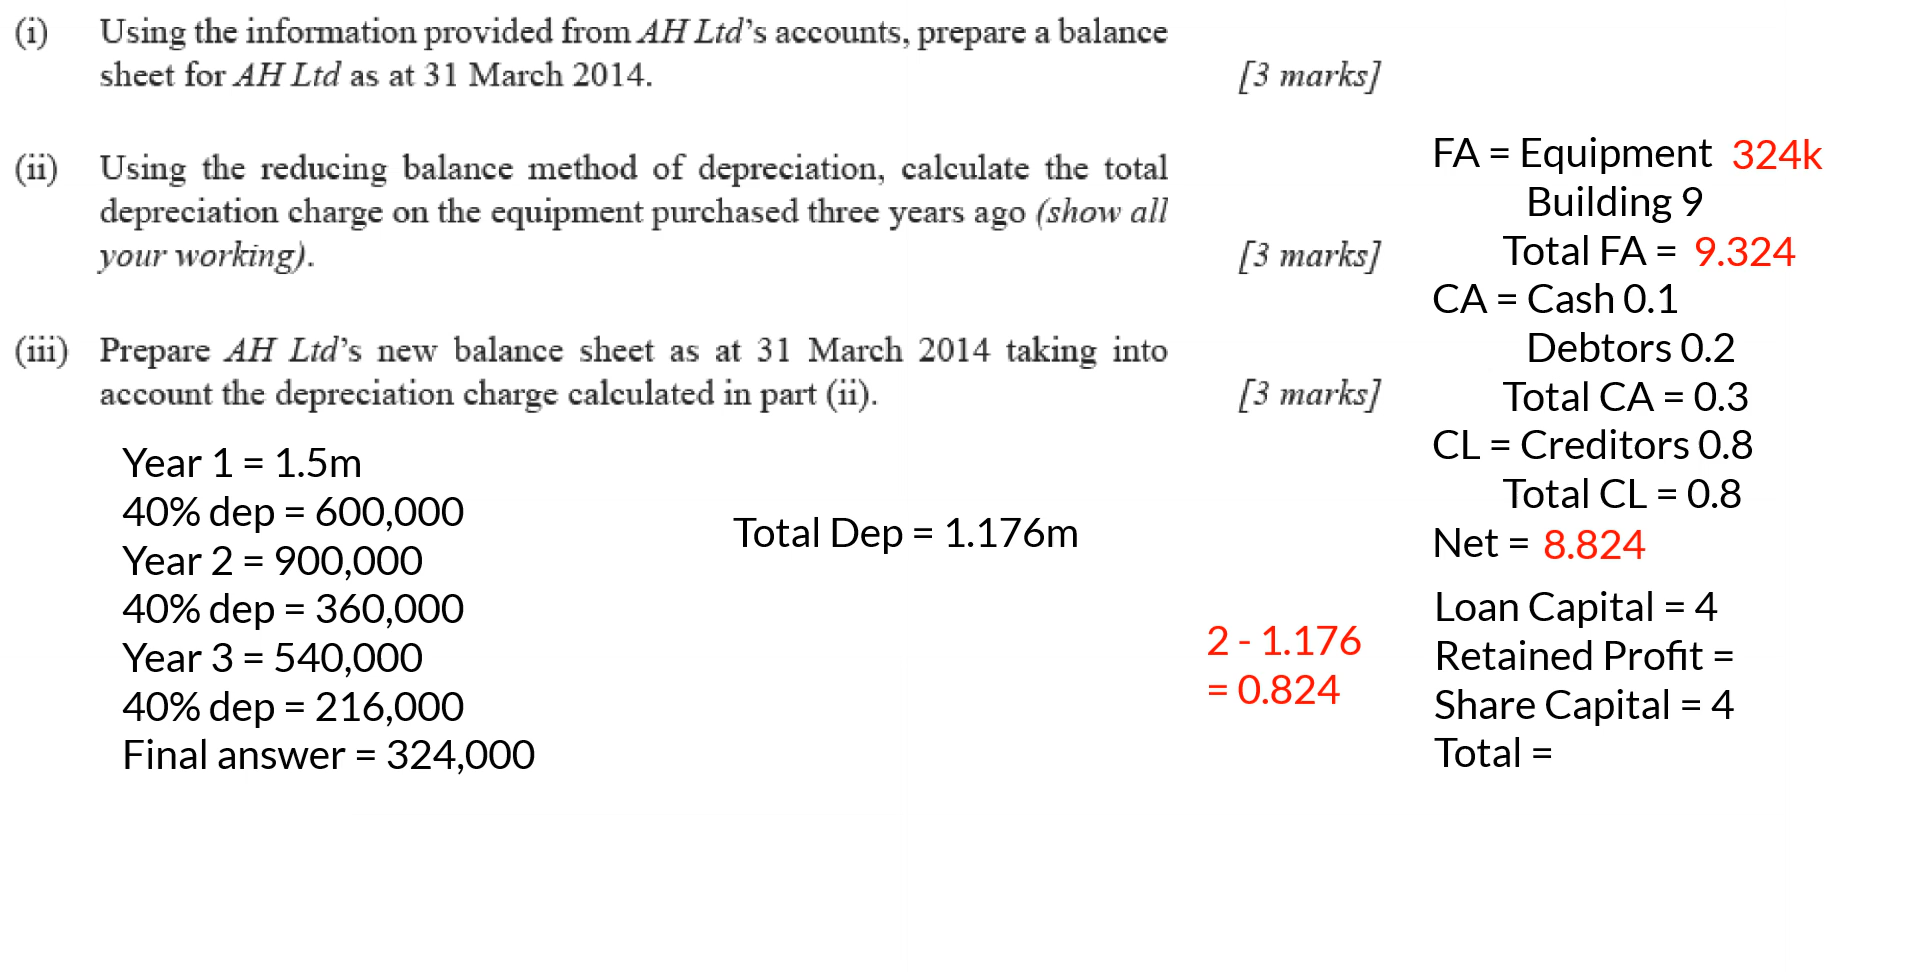 (i) Using the information provided from AH Ltd's accounts, prepare a balance
sheet for AH Ltd as at 31 March 2014. [3 marks]
(ii) Using the reducing balance method of depreciation, calculate the total
depreciation charge on the equipment purchased three years ago (show all
your working). [3 marks]
(iii) Prepare AH Ltd's new balance sheet as at 31 March 2014 taking into
account the depreciation charge calculated in part (ii). [3 marks]
Year 1 = 1.5m
40% dep = 600,000
Year 2 = 900,000
40% dep = 360,000
Year 3 = 540,000
40% dep = 216,000
Final answer = 324,000
Total Dep = 1.176m
2 - 1.176
= 0.824
FA = Equipment 324k
Building 9
Total FA = 9.324
CA = Cash 0.1
Debtors 0.2
Total CA = 0.3
CL = Creditors 0.8
Total CL = 0.8
Net = 8.824
Loan Capital = 4
Retained Profit =
Share Capital = 4
Total =